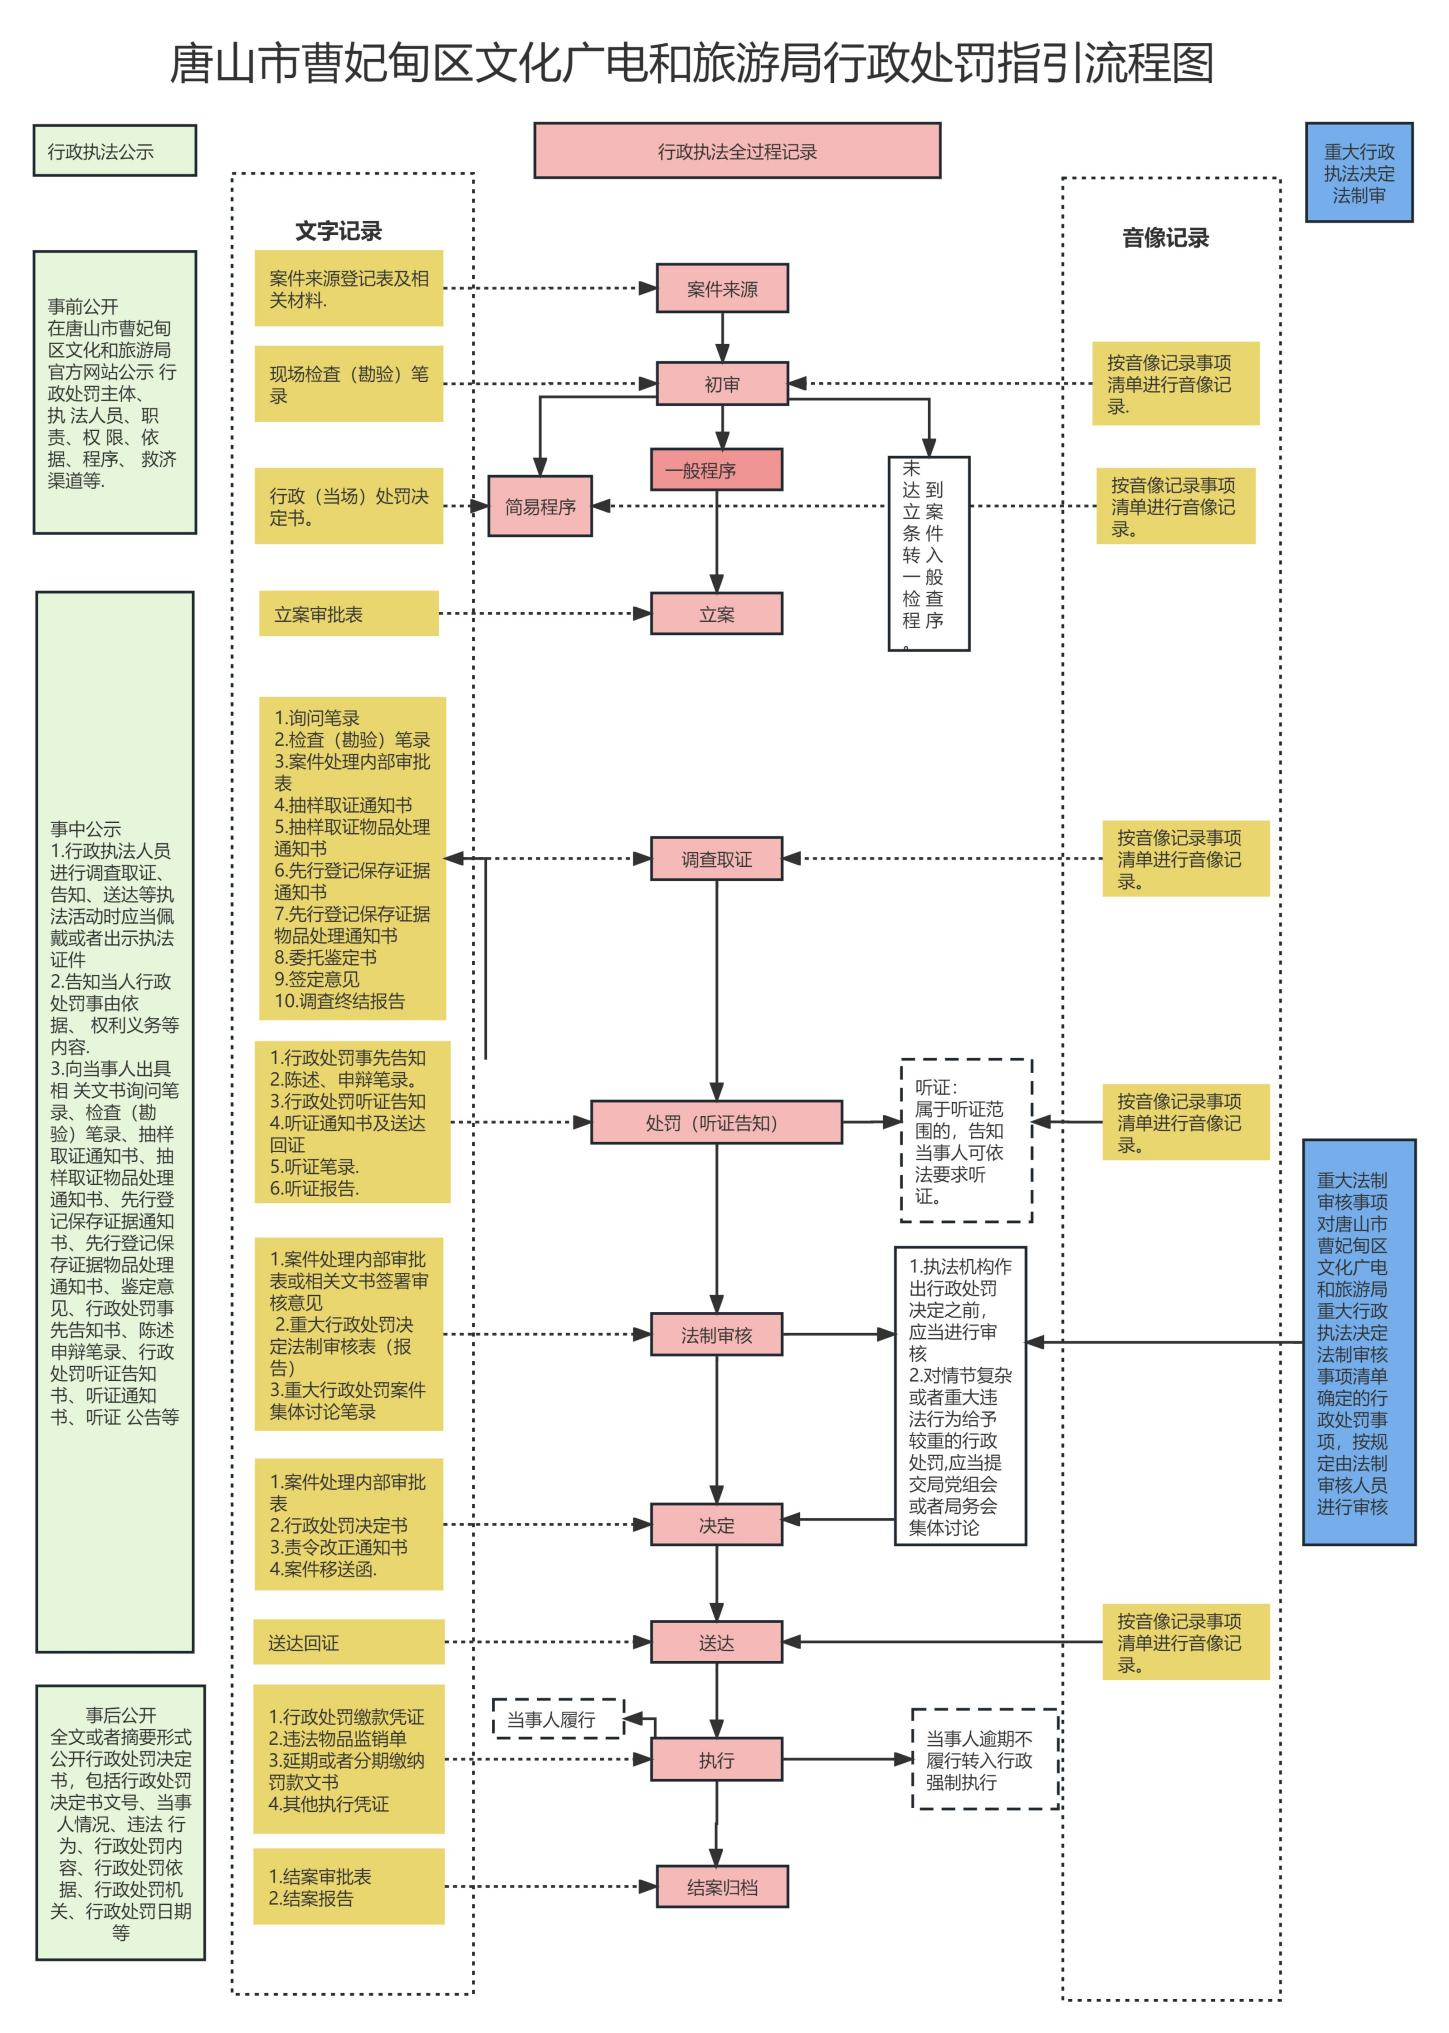 唐山市曹妃甸区文化广电和旅游局行政处罚指引流程图
行政执法公示
行政执法全过程记录
重大行政
执法决定
法制审
事前公开
在唐山市曹妃甸
区文化和旅游局
官方网站公示 行
政处罚主体、
执 法人员、职
责、权 限、依
据、程序、 救济
渠道等.
事中公示
1.行政执法人员
进行调查取证、
告知、送达等执
法活动时应当佩
戴或者出示执法
证件
2.告知当人行政
处罚事由依
据、 权利义务等
内容.
3.向当事人出具
相 关文书询问笔
录、检查（勘
验）笔录、抽样
取证通知书、抽
样取证物品处理
通知书、先行登
记保存证据通知
书、先行登记保
存证据物品处理
通知书、鉴定意
见、行政处罚事
先告知书、陈述
申辩笔录、行政
处罚听证告知
书、听证通知
书、听证 公告等
事后公开
全文或者摘要形式
公开行政处罚决定
书，包括行政处罚
决定书文号、当事
人情况、违法 行
为、行政处罚内
容、行政处罚依
据、行政处罚机
关、行政处罚日期
等
文字记录
案件来源登记表及相
关材料.
现场检查（勘验）笔
录
行政（当场）处罚决
定书。
立案审批表
1.询问笔录
2.检查（勘验）笔录
3.案件处理内部审批
表
4.抽样取证通知书
5.抽样取证物品处理
通知书
6.先行登记保存证据
通知书
7.先行登记保存证据
物品处理通知书
8.委托鉴定书
9.签定意见
10.调查终结报告
1.行政处罚事先告知
2.陈述、申辩笔录。
3.行政处罚听证告知
4.听证通知书及送达
回证
5.听证笔录.
6.听证报告.
1.案件处理内部审批
表或相关文书签署审
核意见
2.重大行政处罚决
定法制审核表（报
告）
3.重大行政处罚案件
集体讨论笔录
1.案件处理内部审批
表
2.行政处罚决定书
3.责令改正通知书
4.案件移送函.
送达回证
1.行政处罚缴款凭证
2.违法物品监销单
3.延期或者分期缴纳
罚款文书
4.其他执行凭证
1.结案审批表
2.结案报告
案件来源
初审
一般程序
简易程序
未
达 到
立 案
条 件
转 入
一 般
检 查
程 序
。
立案
调查取证
处罚（听证告知）
听证：
属于听证范
围的，告知
当事人可依
法要求听
证。
法制审核
1.执法机构作
出行政处罚
决定之前，
应当进行审
核
2.对情节复杂
或者重大违
法行为给予
较重的行政
处罚,应当提
交局党组会
或者局务会
集体讨论
决定
送达
当事人履行
执行
当事人逾期不
履行转入行政
强制执行
结案归档
音像记录
按音像记录事项
清单进行音像记
录.
按音像记录事项
清单进行音像记
录。
按音像记录事项
清单进行音像记
录。
按音像记录事项
清单进行音像记
录。
按音像记录事项
清单进行音像记
录。
重大法制
审核事项
对唐山市
曹妃甸区
文化广电
和旅游局
重大行政
执法决定
法制审核
事项清单
确定的行
政处罚事
项，按规
定由法制
审核人员
进行审核